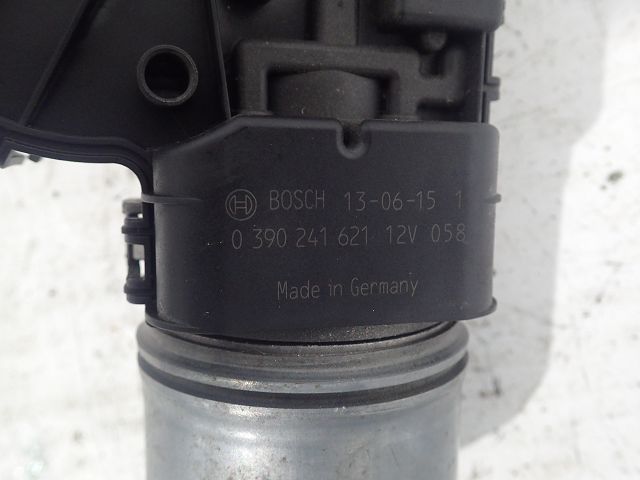 BOSCH 13-06-15 1
0 390 241 621 12V 058
Made in Germany